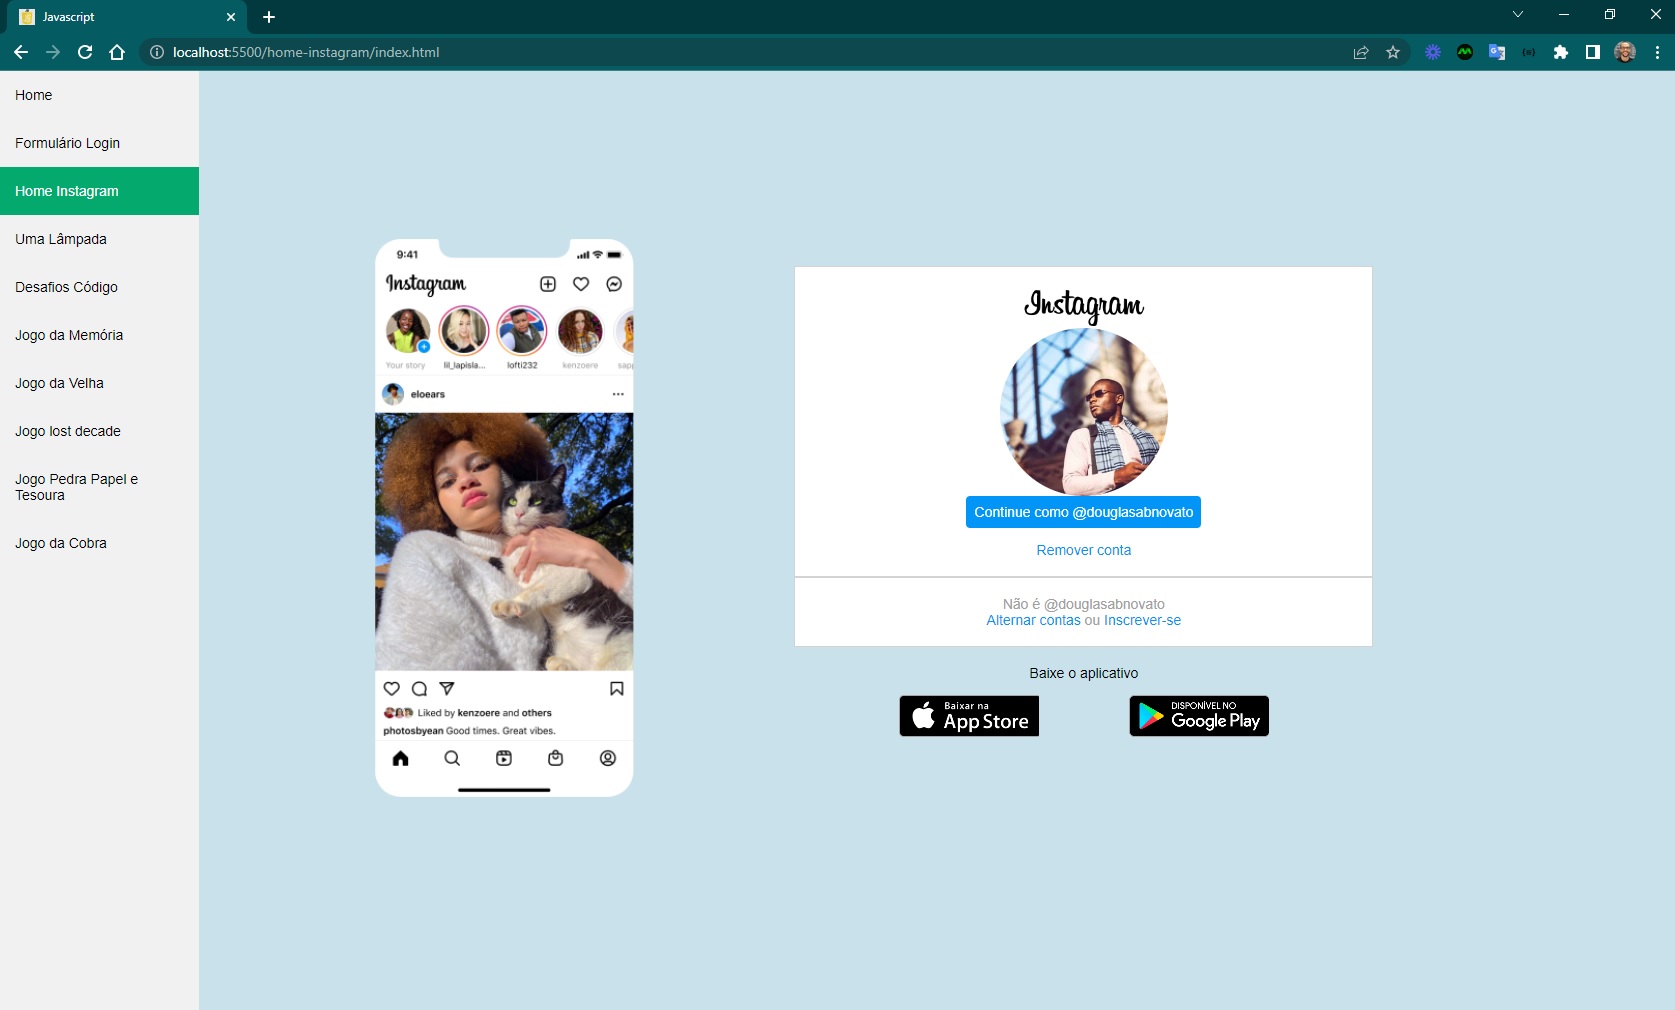 Javascript
localhost:5500/home-instagram/index.html
Home
Formulário Login
Home Instagram
Uma Lâmpada
Desafios Código
Jogo da Memória
Jogo da Velha
Jogo lost decade
Jogo Pedra Papel e
Tesoura
Jogo da Cobra
9:41
Instagram
Your story lil_lapisla... lofti232 kenzoere sapp
eloears
Liked by kenzoere and others
photosbyean Good times. Great vibes.
Instagram
Continue como @douglasabnovato
Remover conta
Não é @douglasabnovato
Alternar contas ou Inscrever-se
Baixe o aplicativo
Baixar na
App Store
DISPONÍVEL NO
Google Play